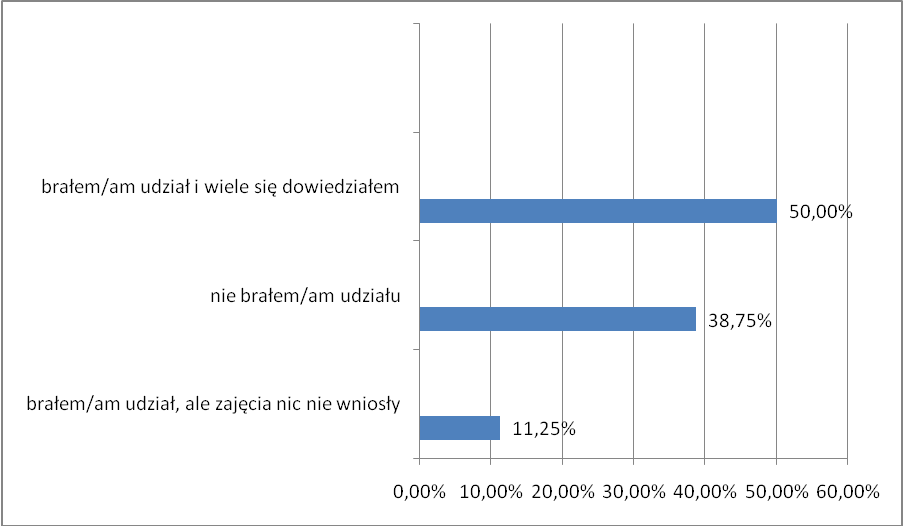 brałem/am udział i wiele się dowiedziałem
50,00%
nie brałem/am udziału
38,75%
brałem/am udział, ale zajęcia nic nie wniosły
11,25%
0,00% 10,00% 20,00% 30,00% 40,00% 50,00% 60,00%